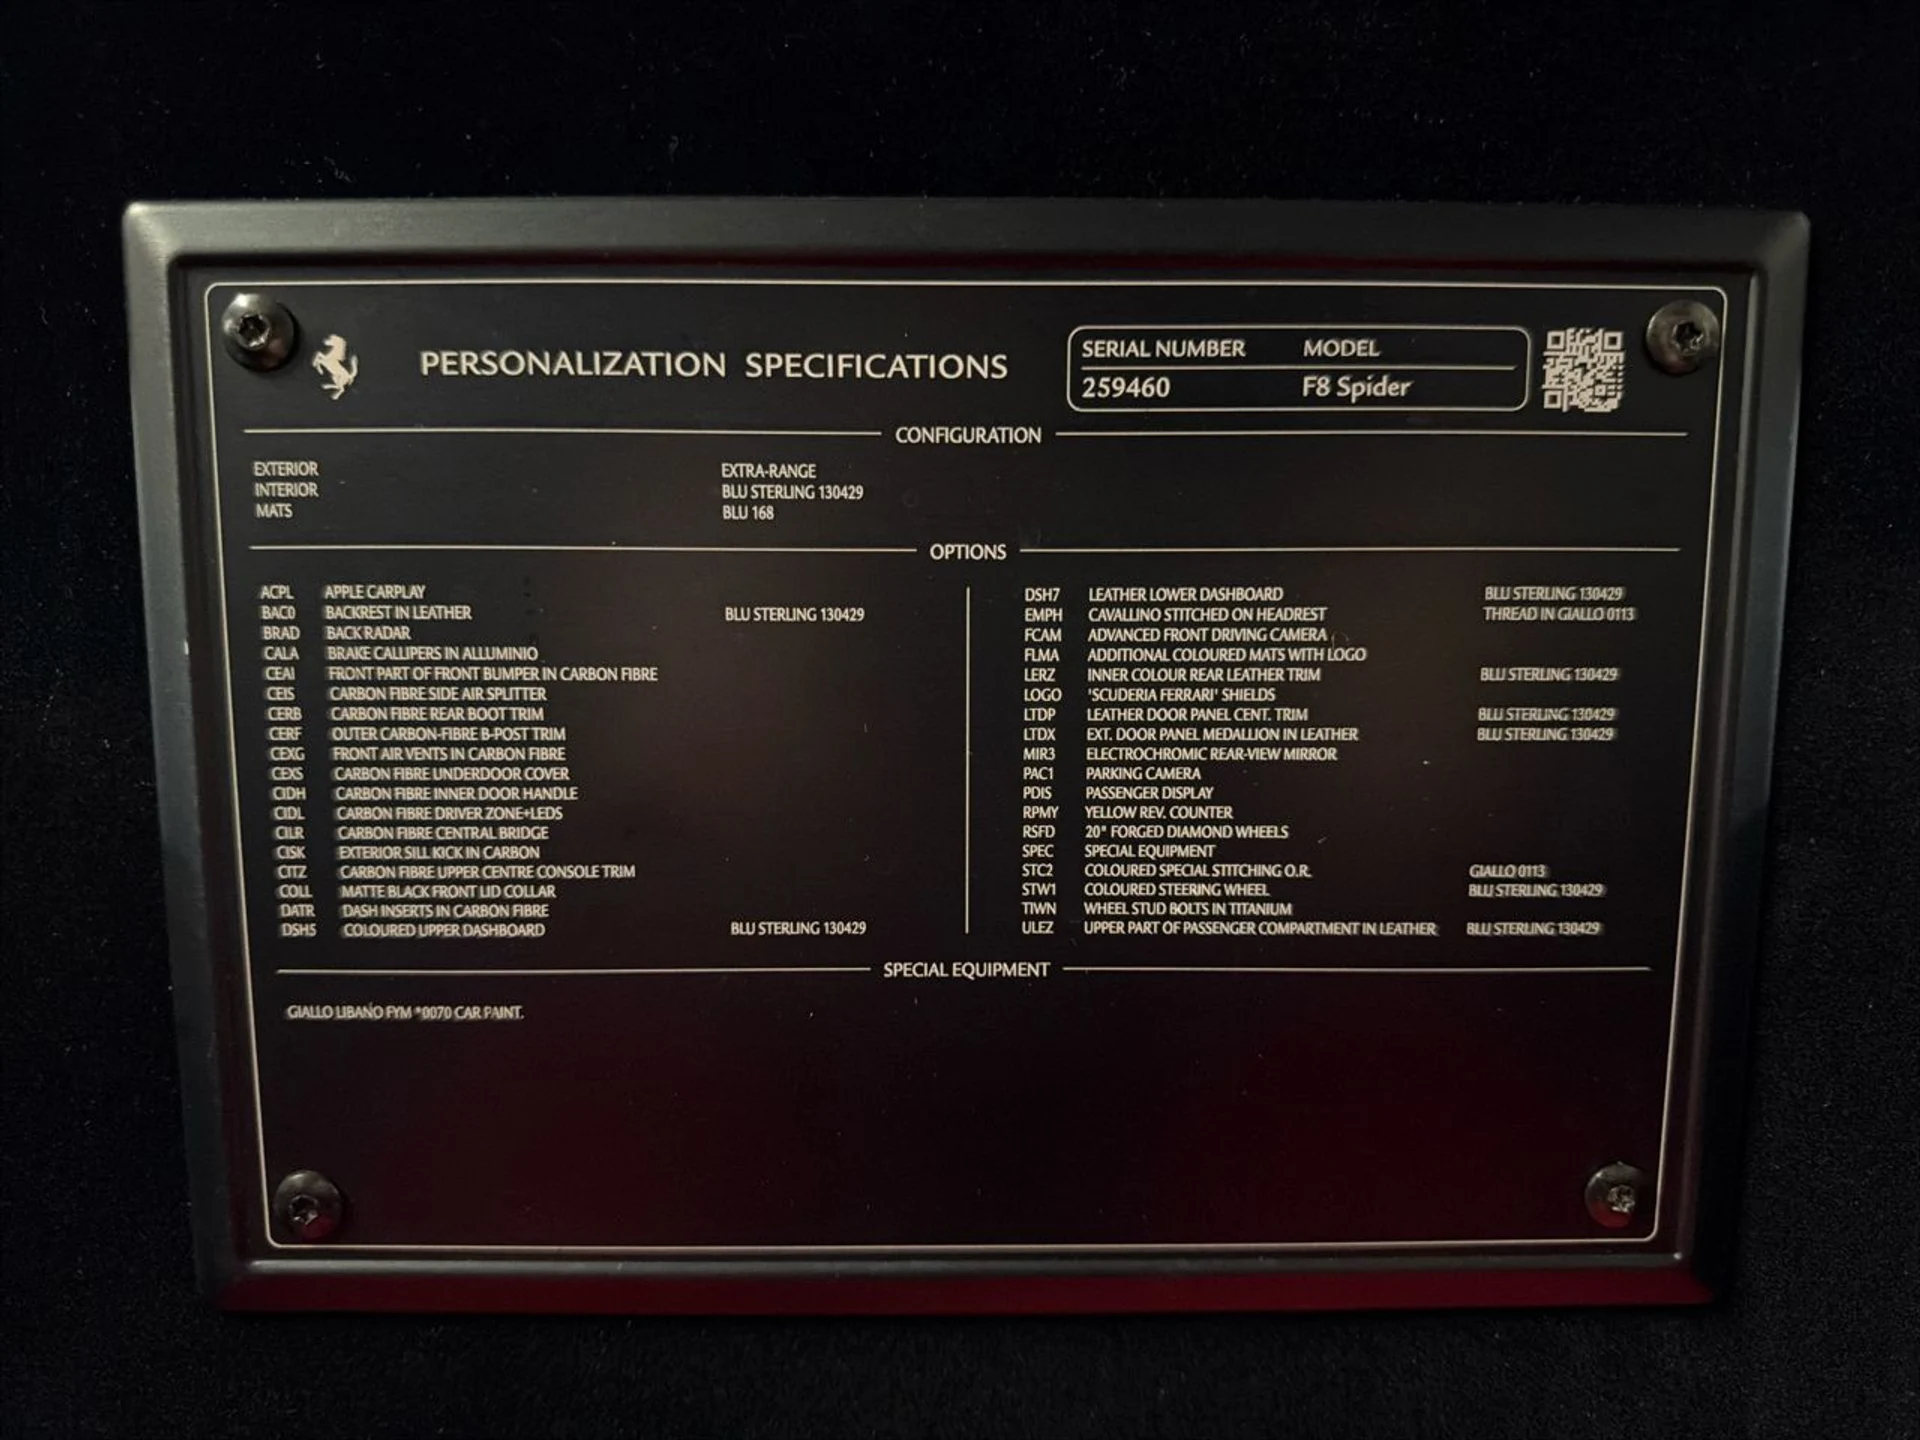 PERSONALIZATION SPECIFICATIONS
SERIAL NUMBER MODEL
259460 F8 Spider
CONFIGURATION
EXTERIOR EXTRA-RANGE
INTERIOR BLU STERLING 130429
MATS BLU 168
OPTIONS
ACPL APPLE CARPLAY
BAC0 BACKREST IN LEATHER BLU STERLING 130429
BRAD BACK RADAR
CALA BRAKE CALLIPERS IN ALLUMINIO
CEAI FRONT PART OF FRONT BUMPER IN CARBON FIBRE
CEIS CARBON FIBRE SIDE AIR SPLITTER
CERB CARBON FIBRE REAR BOOT TRIM
CERF OUTER CARBON-FIBRE B-POST TRIM
CEXG FRONT AIR VENTS IN CARBON FIBRE
CEXS CARBON FIBRE UNDERDOOR COVER
CIDH CARBON FIBRE INNER DOOR HANDLE
CIDL CARBON FIBRE DRIVER ZONE+LEDS
CILR CARBON FIBRE CENTRAL BRIDGE
CISK EXTERIOR SILL KICK IN CARBON
CITZ CARBON FIBRE UPPER CENTRE CONSOLE TRIM
COLL MATTE BLACK FRONT LID COLLAR
DATR DASH INSERTS IN CARBON FIBRE
DSH5 COLOURED UPPER DASHBOARD BLU STERLING 130429
DSH7 LEATHER LOWER DASHBOARD BLU STERLING 130429
EMPH CAVALLINO STITCHED ON HEADREST THREAD IN GIALLO 0113
FCAM ADVANCED FRONT DRIVING CAMERA
FLMA ADDITIONAL COLOURED MATS WITH LOGO
LERZ INNER COLOUR REAR LEATHER TRIM BLU STERLING 130429
LOGO 'SCUDERIA FERRARI' SHIELDS
LTDP LEATHER DOOR PANEL CENT. TRIM BLU STERLING 130429
LTDX EXT. DOOR PANEL MEDALLION IN LEATHER BLU STERLING 130429
MIR3 ELECTROCHROMIC REAR-VIEW MIRROR
PAC1 PARKING CAMERA
PDIS PASSENGER DISPLAY
RPMY YELLOW REV. COUNTER
RSFD 20" FORGED DIAMOND WHEELS
SPEC SPECIAL EQUIPMENT
STC2 COLOURED SPECIAL STITCHING O.R. GIALLO 0113
STW1 COLOURED STEERING WHEEL BLU STERLING 130429
TIWN WHEEL STUD BOLTS IN TITANIUM
ULEZ UPPER PART OF PASSENGER COMPARTMENT IN LEATHER BLU STERLING 130429
SPECIAL EQUIPMENT
GIALLO LIBANO FYM *0070 CAR PAINT.